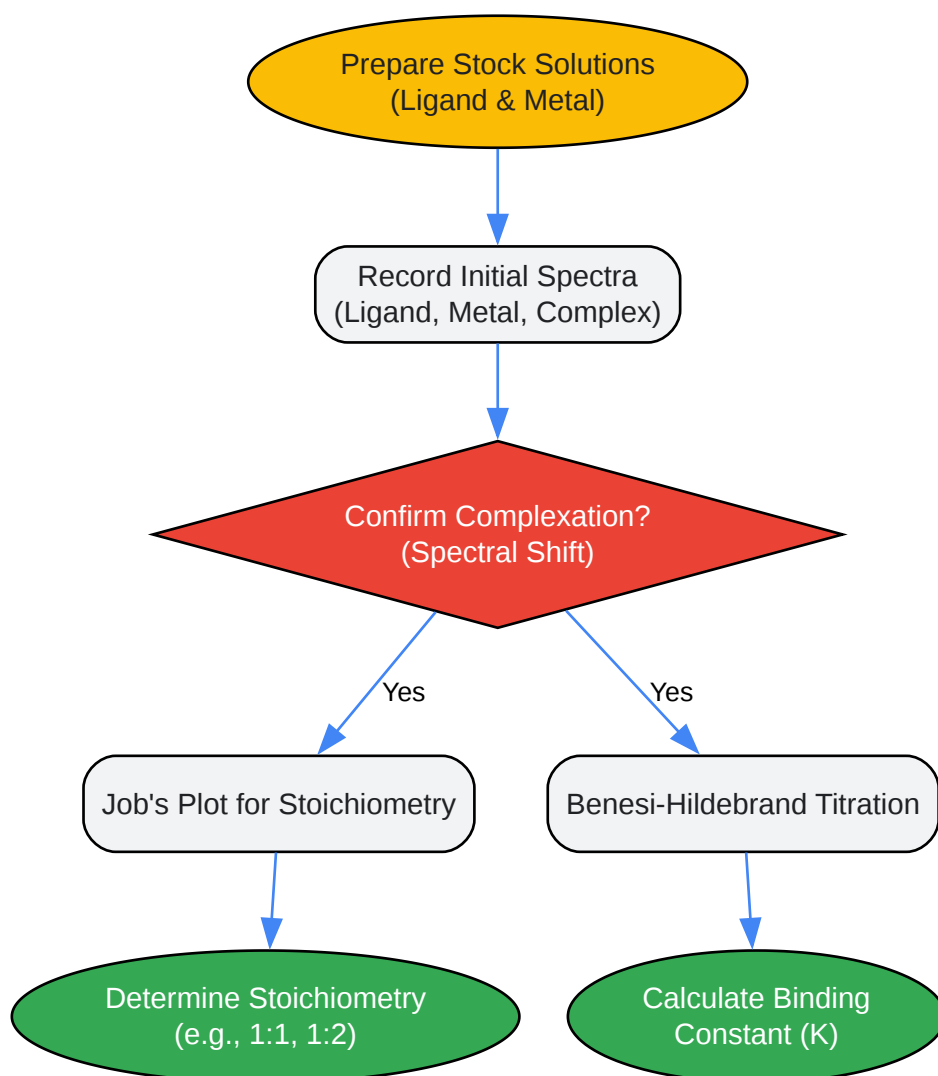 Prepare Stock Solutions
(Ligand & Metal)
Record Initial Spectra
(Ligand, Metal, Complex)
Confirm Complexation?
(Spectral Shift)
Yes
Yes
Job's Plot for Stoichiometry
Benesi-Hildebrand Titration
Determine Stoichiometry
(e.g., 1:1, 1:2)
Calculate Binding
Constant (K)